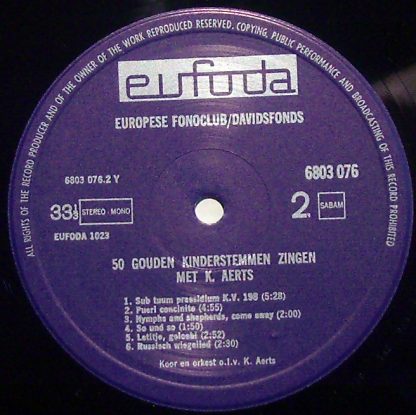 ALL RIGHTS OF THE RECORD PRODUCER AND OF THE OWNER OF THE WORK REPRODUCED RESERVED, COPYING, PUBLIC PERFORMANCE AND BROADCASTING OF THIS RECORD PROHIBITED
eufoda
EUROPESE FONOCLUB/DAVIDSFONDS
6803 076.2 Y
6803 076
33⅓ STEREO-MONO
2. SABAM
EUFODA 1023
50 GOUDEN KINDERSTEMMEN ZINGEN
MET K. AERTS
1. Sub tuum praesidium K.V. 198 (5:28)
2. Pueri concinite (4:55)
3. Nymphs and shepherds, come away (2:00)
4. So und so (1:50)
5. Letitje, galochi (2:52)
6. Russisch wiegelied (2:30)
Koor en orkest o.l.v. K. Aerts